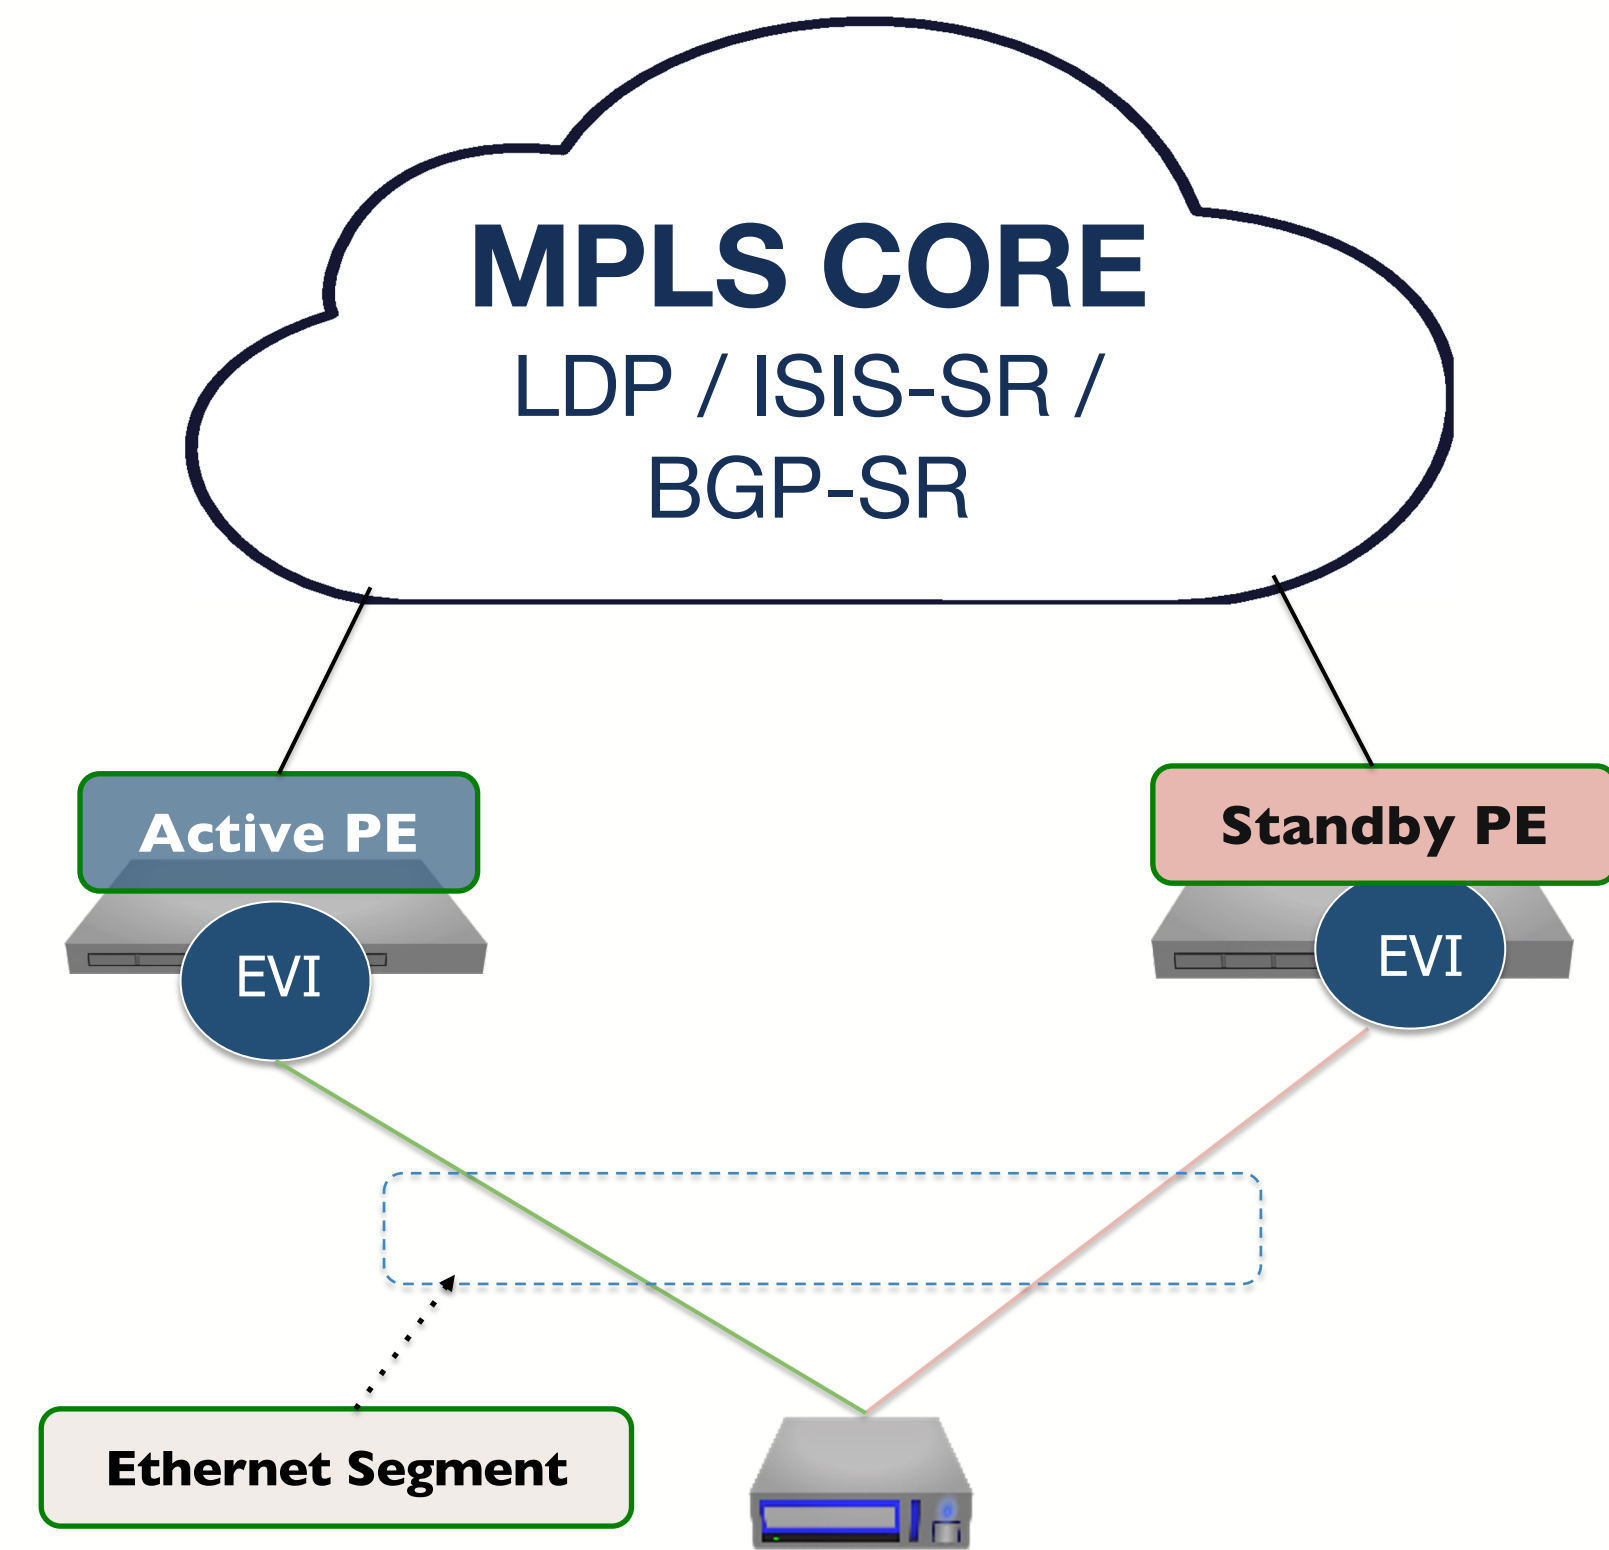 MPLS CORE
LDP / ISIS-SR /
BGP-SR
Active PE
Standby PE
EVI
EVI
Ethernet Segment